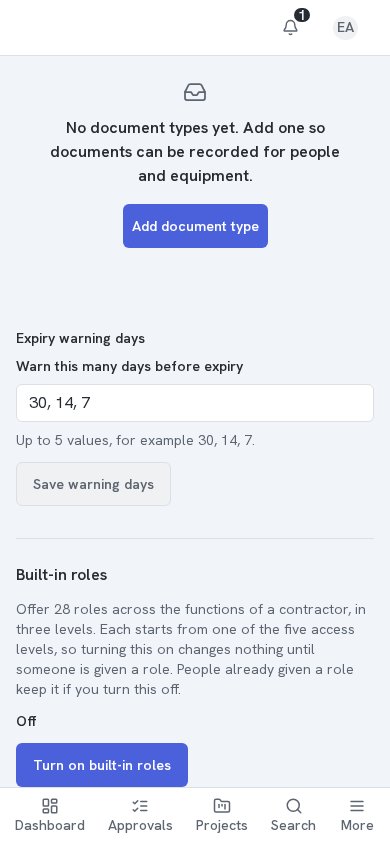 1
EA
No document types yet. Add one so
documents can be recorded for people
and equipment.
Add document type
Expiry warning days
Warn this many days before expiry
30, 14, 7
Up to 5 values, for example 30, 14, 7.
Save warning days
Built-in roles
Offer 28 roles across the functions of a contractor, in
three levels. Each starts from one of the five access
levels, so turning this on changes nothing until
someone is given a role. People already given a role
keep it if you turn this off.
Off
Turn on built-in roles
Dashboard Approvals Projects Search More